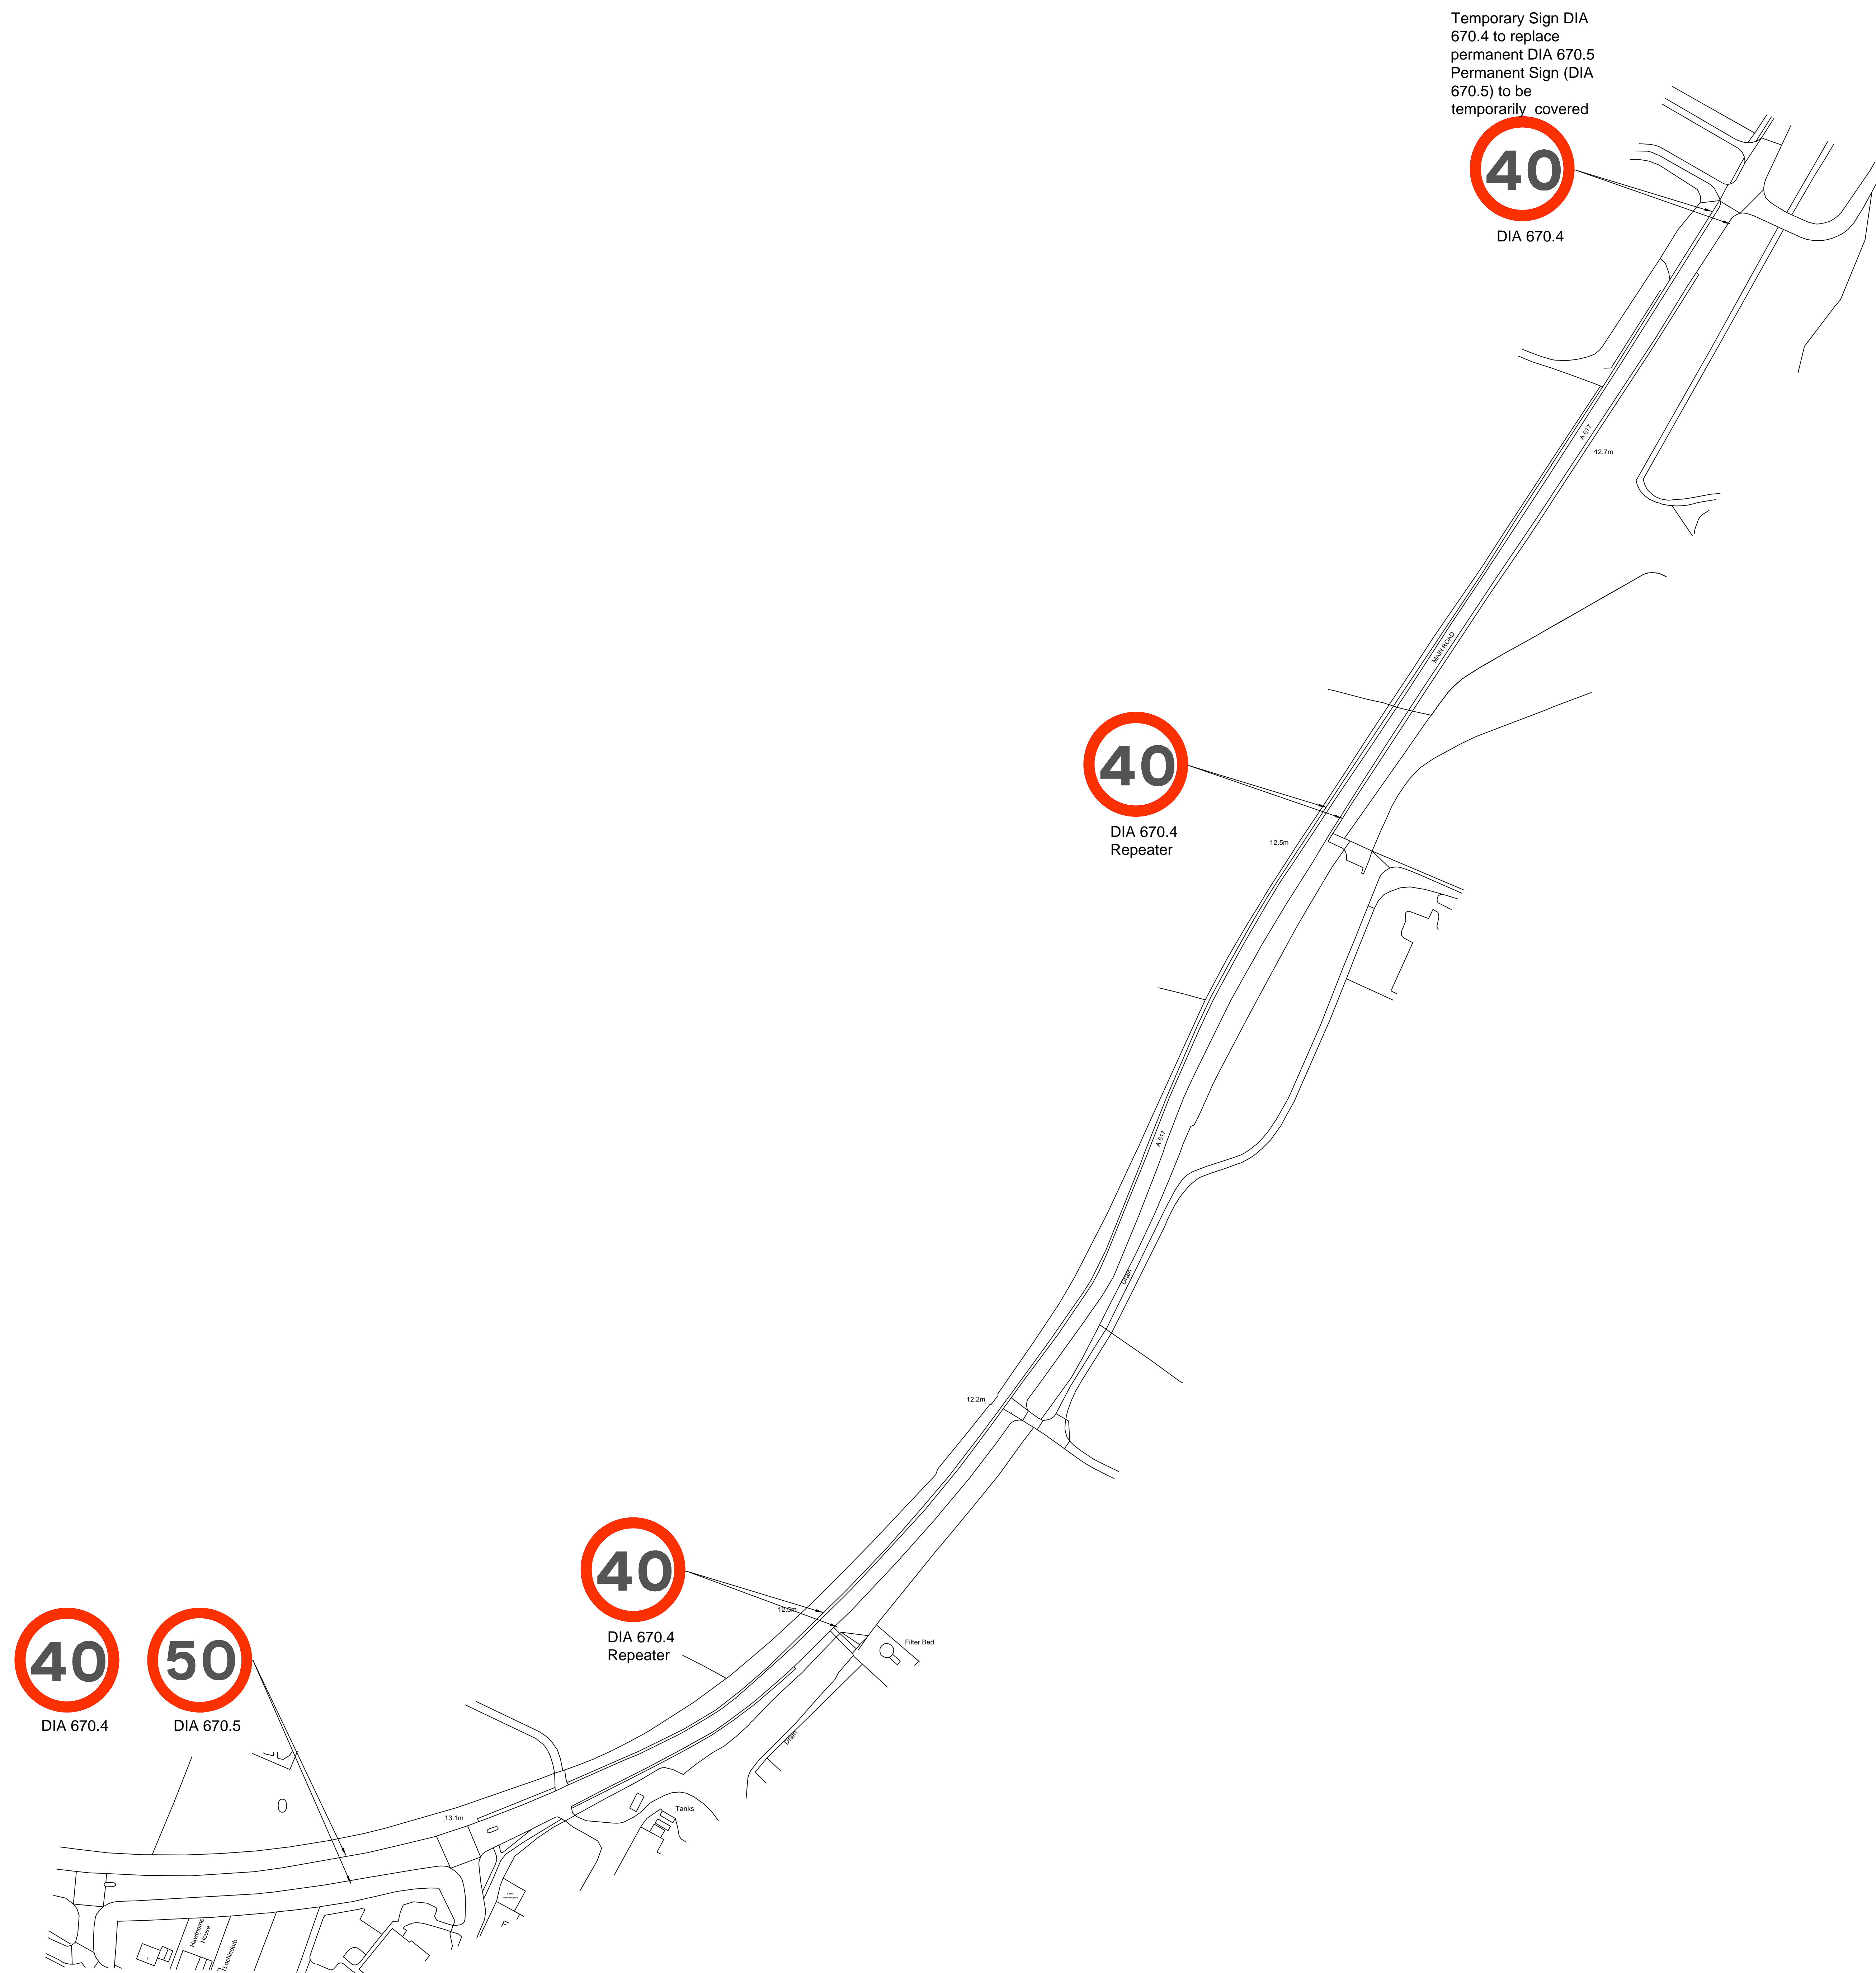 Temporary Sign DIA
670.4 to replace
permanent DIA 670.5
Permanent Sign (DIA
670.5) to be
temporarily covered
40
DIA 670.4
A 617
12.7m
MAIN ROAD
40
DIA 670.4
Repeater
12.5m
A 617
Drain
12.2m
40
DIA 670.4
Repeater
12.5m
Filter Bed
Drain
40
DIA 670.4
50
DIA 670.5
13.1m
Tanks
Hawthorne
House
Lochindorb